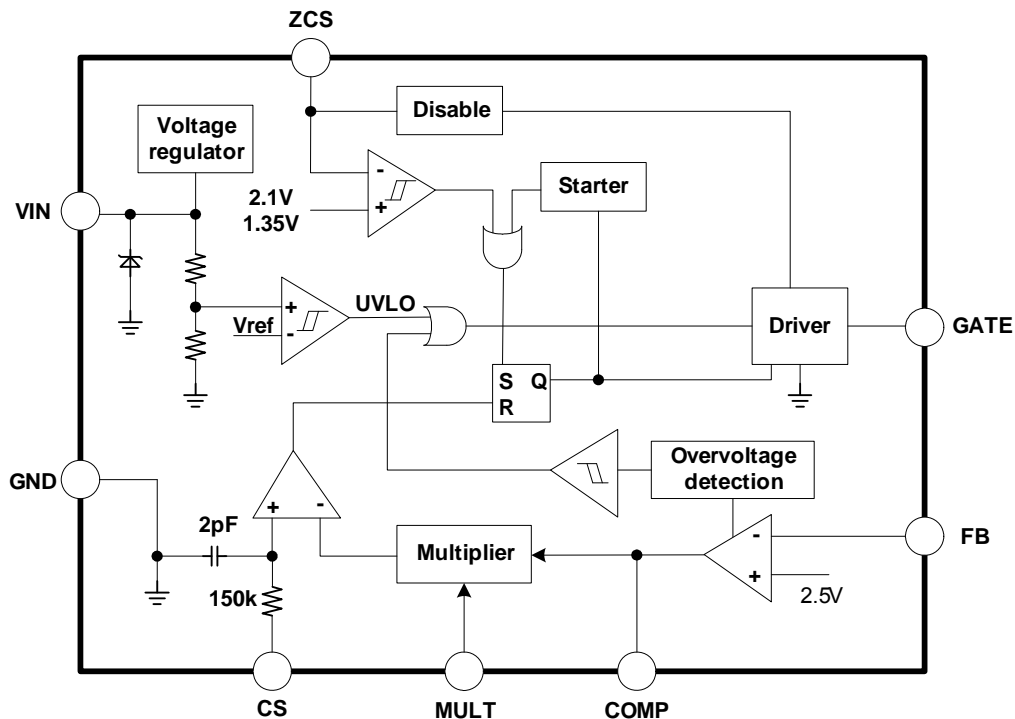 ZCS
Voltage
regulator
Disable
-
+
2.1V
1.35V
Starter
VIN
+
-
Vref
UVLO
Driver
GATE
S Q
R
GND
Overvoltage
detection
+ -
2pF
Multiplier
-
+
FB
2.5V
150k
CS
MULT
COMP